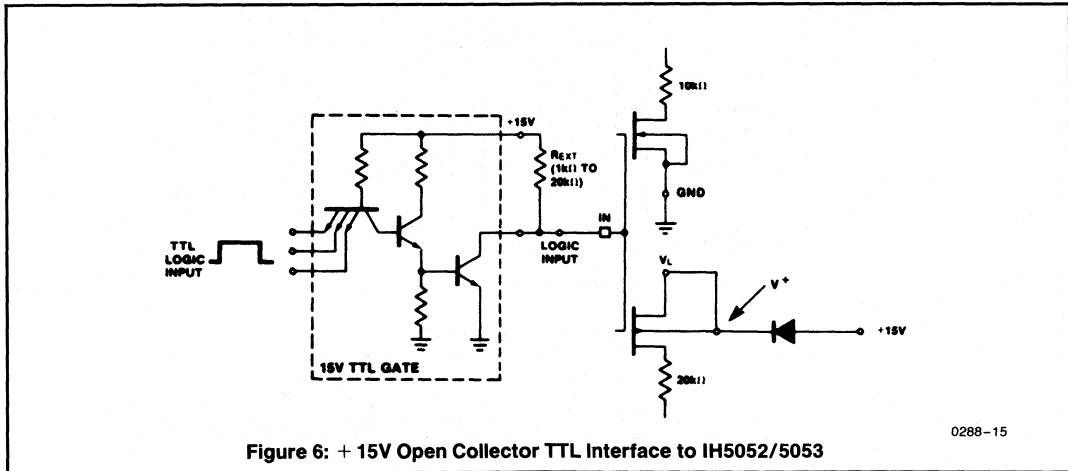 +15V
REXT
(1kΩ TO
20kΩ)
10kΩ
GND
IN
LOGIC
INPUT
TTL
LOGIC
INPUT
VL
V+
+15V
15V TTL GATE
20kΩ
0288–15
Figure 6: +15V Open Collector TTL Interface to IH5052/5053